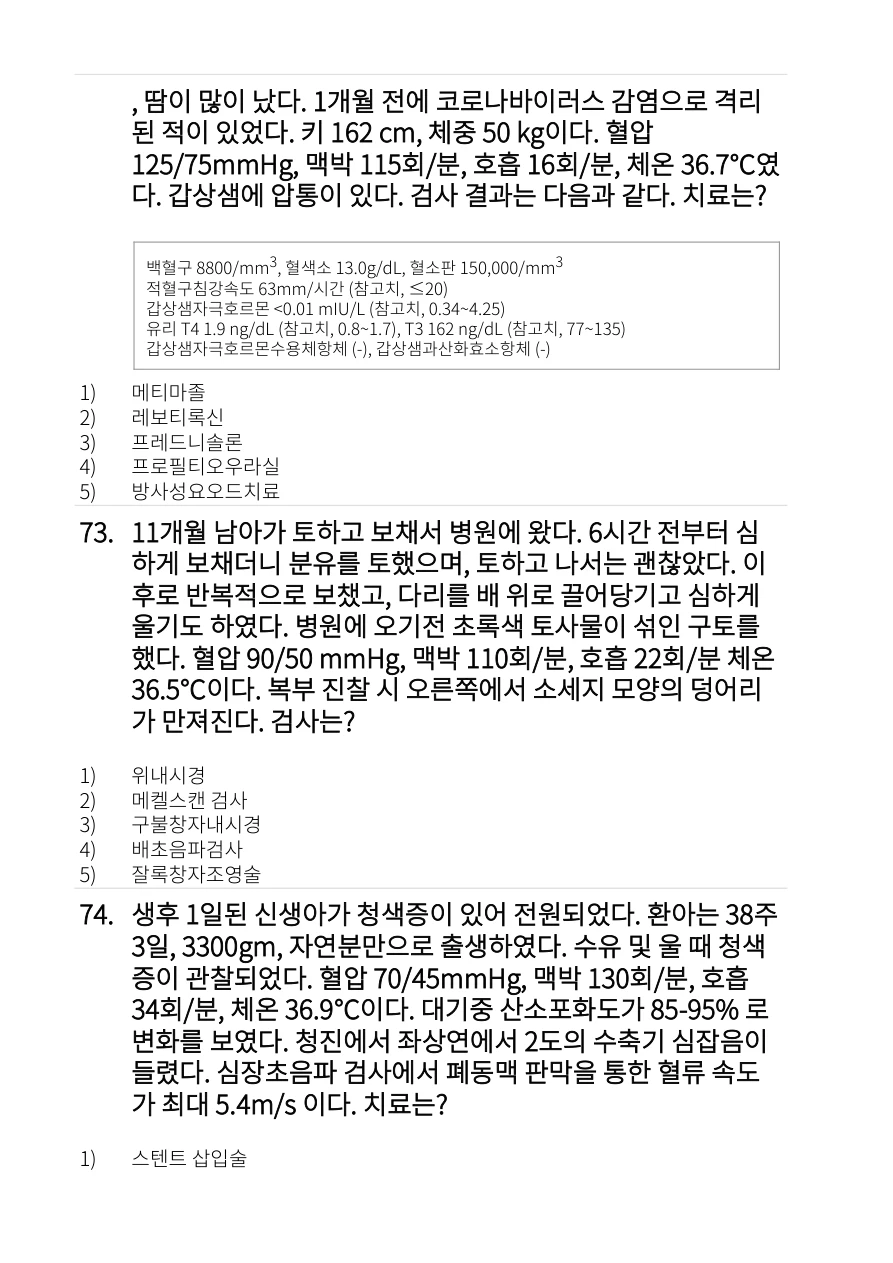 , 땀이 많이 났다. 1개월 전에 코로나바이러스 감염으로 격리
된 적이 있었다. 키 162 cm, 체중 50 kg이다. 혈압
125/75mmHg, 맥박 115회/분, 호흡 16회/분, 체온 36.7°C였
다. 갑상샘에 압통이 있다. 검사 결과는 다음과 같다. 치료는?
백혈구 8800/mm3, 혈색소 13.0g/dL, 혈소판 150,000/mm3
적혈구침강속도 63mm/시간 (참고치, ≤20)
갑상샘자극호르몬 <0.01 mIU/L (참고치, 0.34~4.25)
유리 T4 1.9 ng/dL (참고치, 0.8~1.7), T3 162 ng/dL (참고치, 77~135)
갑상샘자극호르몬수용체항체 (-), 갑상샘과산화효소항체 (-)
1) 메티마졸
2) 레보티록신
3) 프레드니솔론
4) 프로필티오우라실
5) 방사성요오드치료
73. 11개월 남아가 토하고 보채서 병원에 왔다. 6시간 전부터 심
하게 보채더니 분유를 토했으며, 토하고 나서는 괜찮았다. 이
후로 반복적으로 보챘고, 다리를 배 위로 끌어당기고 심하게
울기도 하였다. 병원에 오기전 초록색 토사물이 섞인 구토를
했다. 혈압 90/50 mmHg, 맥박 110회/분, 호흡 22회/분 체온
36.5°C이다. 복부 진찰 시 오른쪽에서 소세지 모양의 덩어리
가 만져진다. 검사는?
1) 위내시경
2) 메켈스캔 검사
3) 구불창자내시경
4) 배초음파검사
5) 잘록창자조영술
74. 생후 1일된 신생아가 청색증이 있어 전원되었다. 환아는 38주
3일, 3300gm, 자연분만으로 출생하였다. 수유 및 울 때 청색
증이 관찰되었다. 혈압 70/45mmHg, 맥박 130회/분, 호흡
34회/분, 체온 36.9°C이다. 대기중 산소포화도가 85-95% 로
변화를 보였다. 청진에서 좌상연에서 2도의 수축기 심잡음이
들렸다. 심장초음파 검사에서 폐동맥 판막을 통한 혈류 속도
가 최대 5.4m/s 이다. 치료는?
1) 스텐트 삽입술